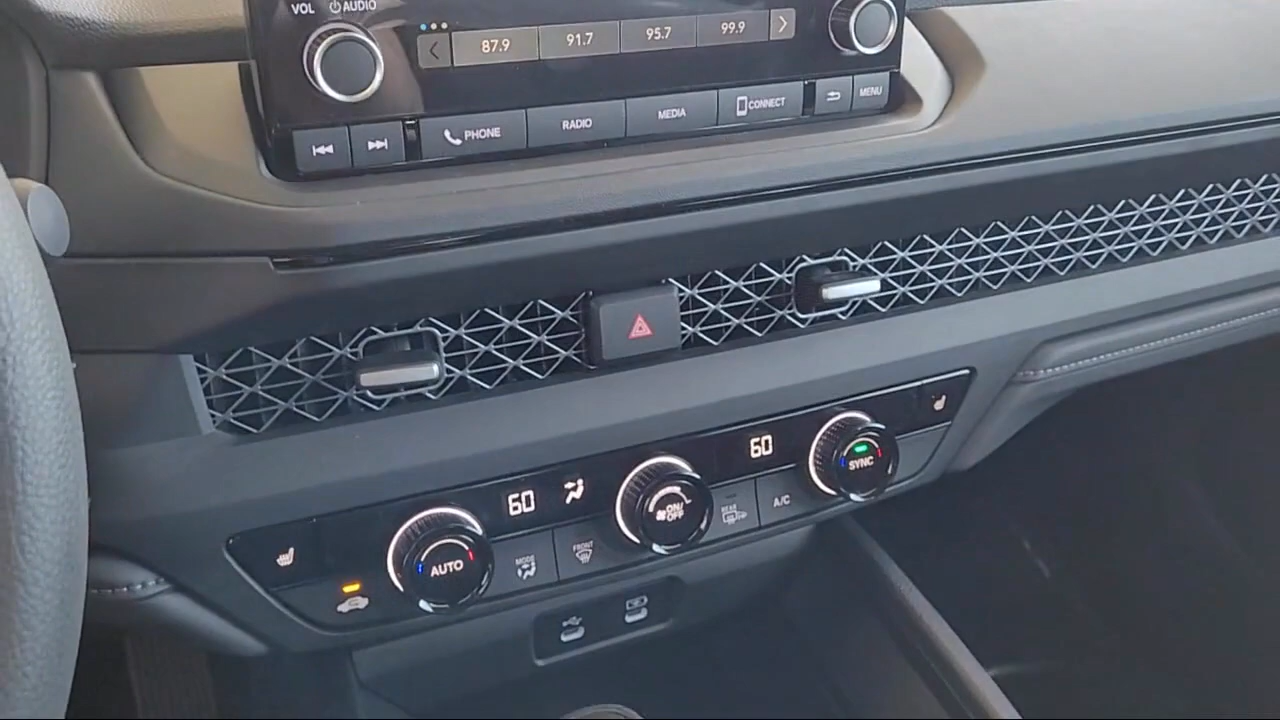 VOL AUDIO
87.9 91.7 95.7 99.9
PHONE RADIO MEDIA CONNECT MENU
60 60
SYNC
ON/
OFF
REAR A/C
AUTO MODE FRONT